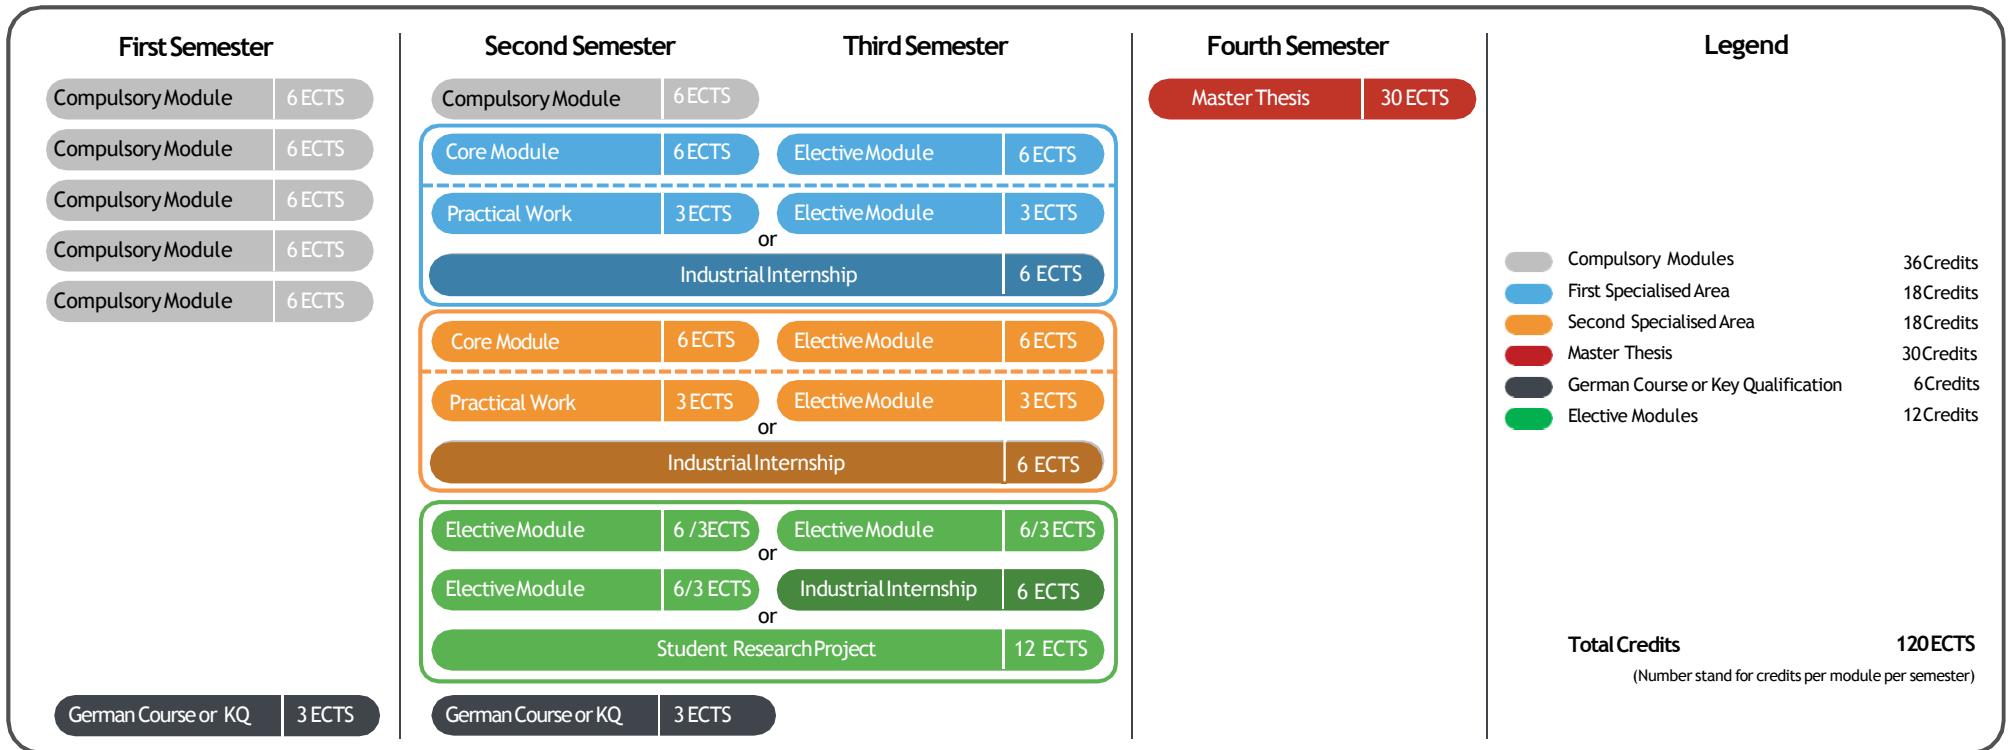 First Semester
Compulsory Module 6 ECTS
Compulsory Module 6 ECTS
Compulsory Module 6 ECTS
Compulsory Module 6 ECTS
Compulsory Module 6 ECTS
German Course or KQ 3 ECTS
Second Semester Third Semester
Compulsory Module 6 ECTS
Core Module 6 ECTS Elective Module 6 ECTS
Practical Work 3 ECTS Elective Module 3 ECTS
or
Industrial Internship 6 ECTS
Core Module 6 ECTS Elective Module 6 ECTS
Practical Work 3 ECTS Elective Module 3 ECTS
or
Industrial Internship 6 ECTS
Elective Module 6 /3ECTS Elective Module 6/3 ECTS
or
Elective Module 6/3 ECTS Industrial Internship 6 ECTS
or
Student Research Project 12 ECTS
German Course or KQ 3 ECTS
Fourth Semester
Master Thesis 30 ECTS
Legend
Compulsory Modules 36 Credits
First Specialised Area 18 Credits
Second Specialised Area 18 Credits
Master Thesis 30 Credits
German Course or Key Qualification 6 Credits
Elective Modules 12 Credits
Total Credits 120 ECTS
(Number stand for credits per module per semester)